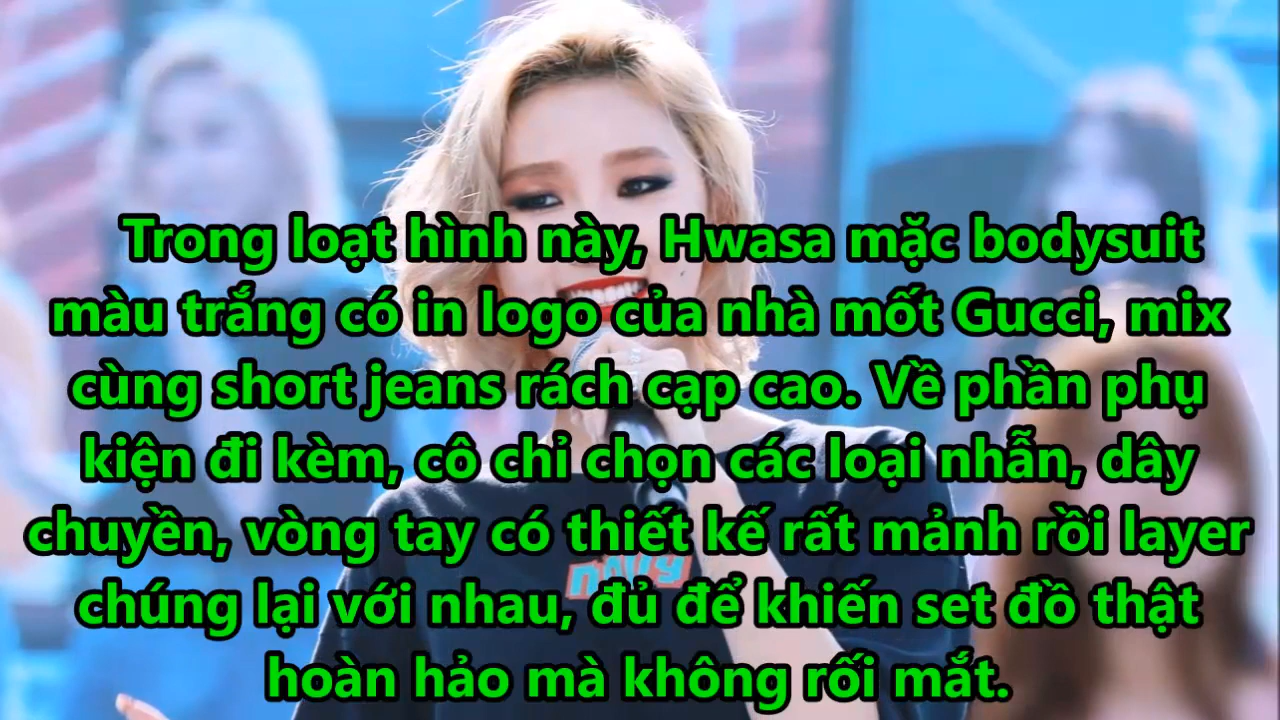 Trong loạt hình này, Hwasa mặc bodysuit
màu trắng có in logo của nhà mốt Gucci, mix
cùng short jeans rách cạp cao. Về phần phụ
kiện đi kèm, cô chỉ chọn các loại nhẫn, dây
chuyền, vòng tay có thiết kế rất mảnh rồi layer
chúng lại với nhau, đủ để khiến set đồ thật
hoàn hảo mà không rối mắt.